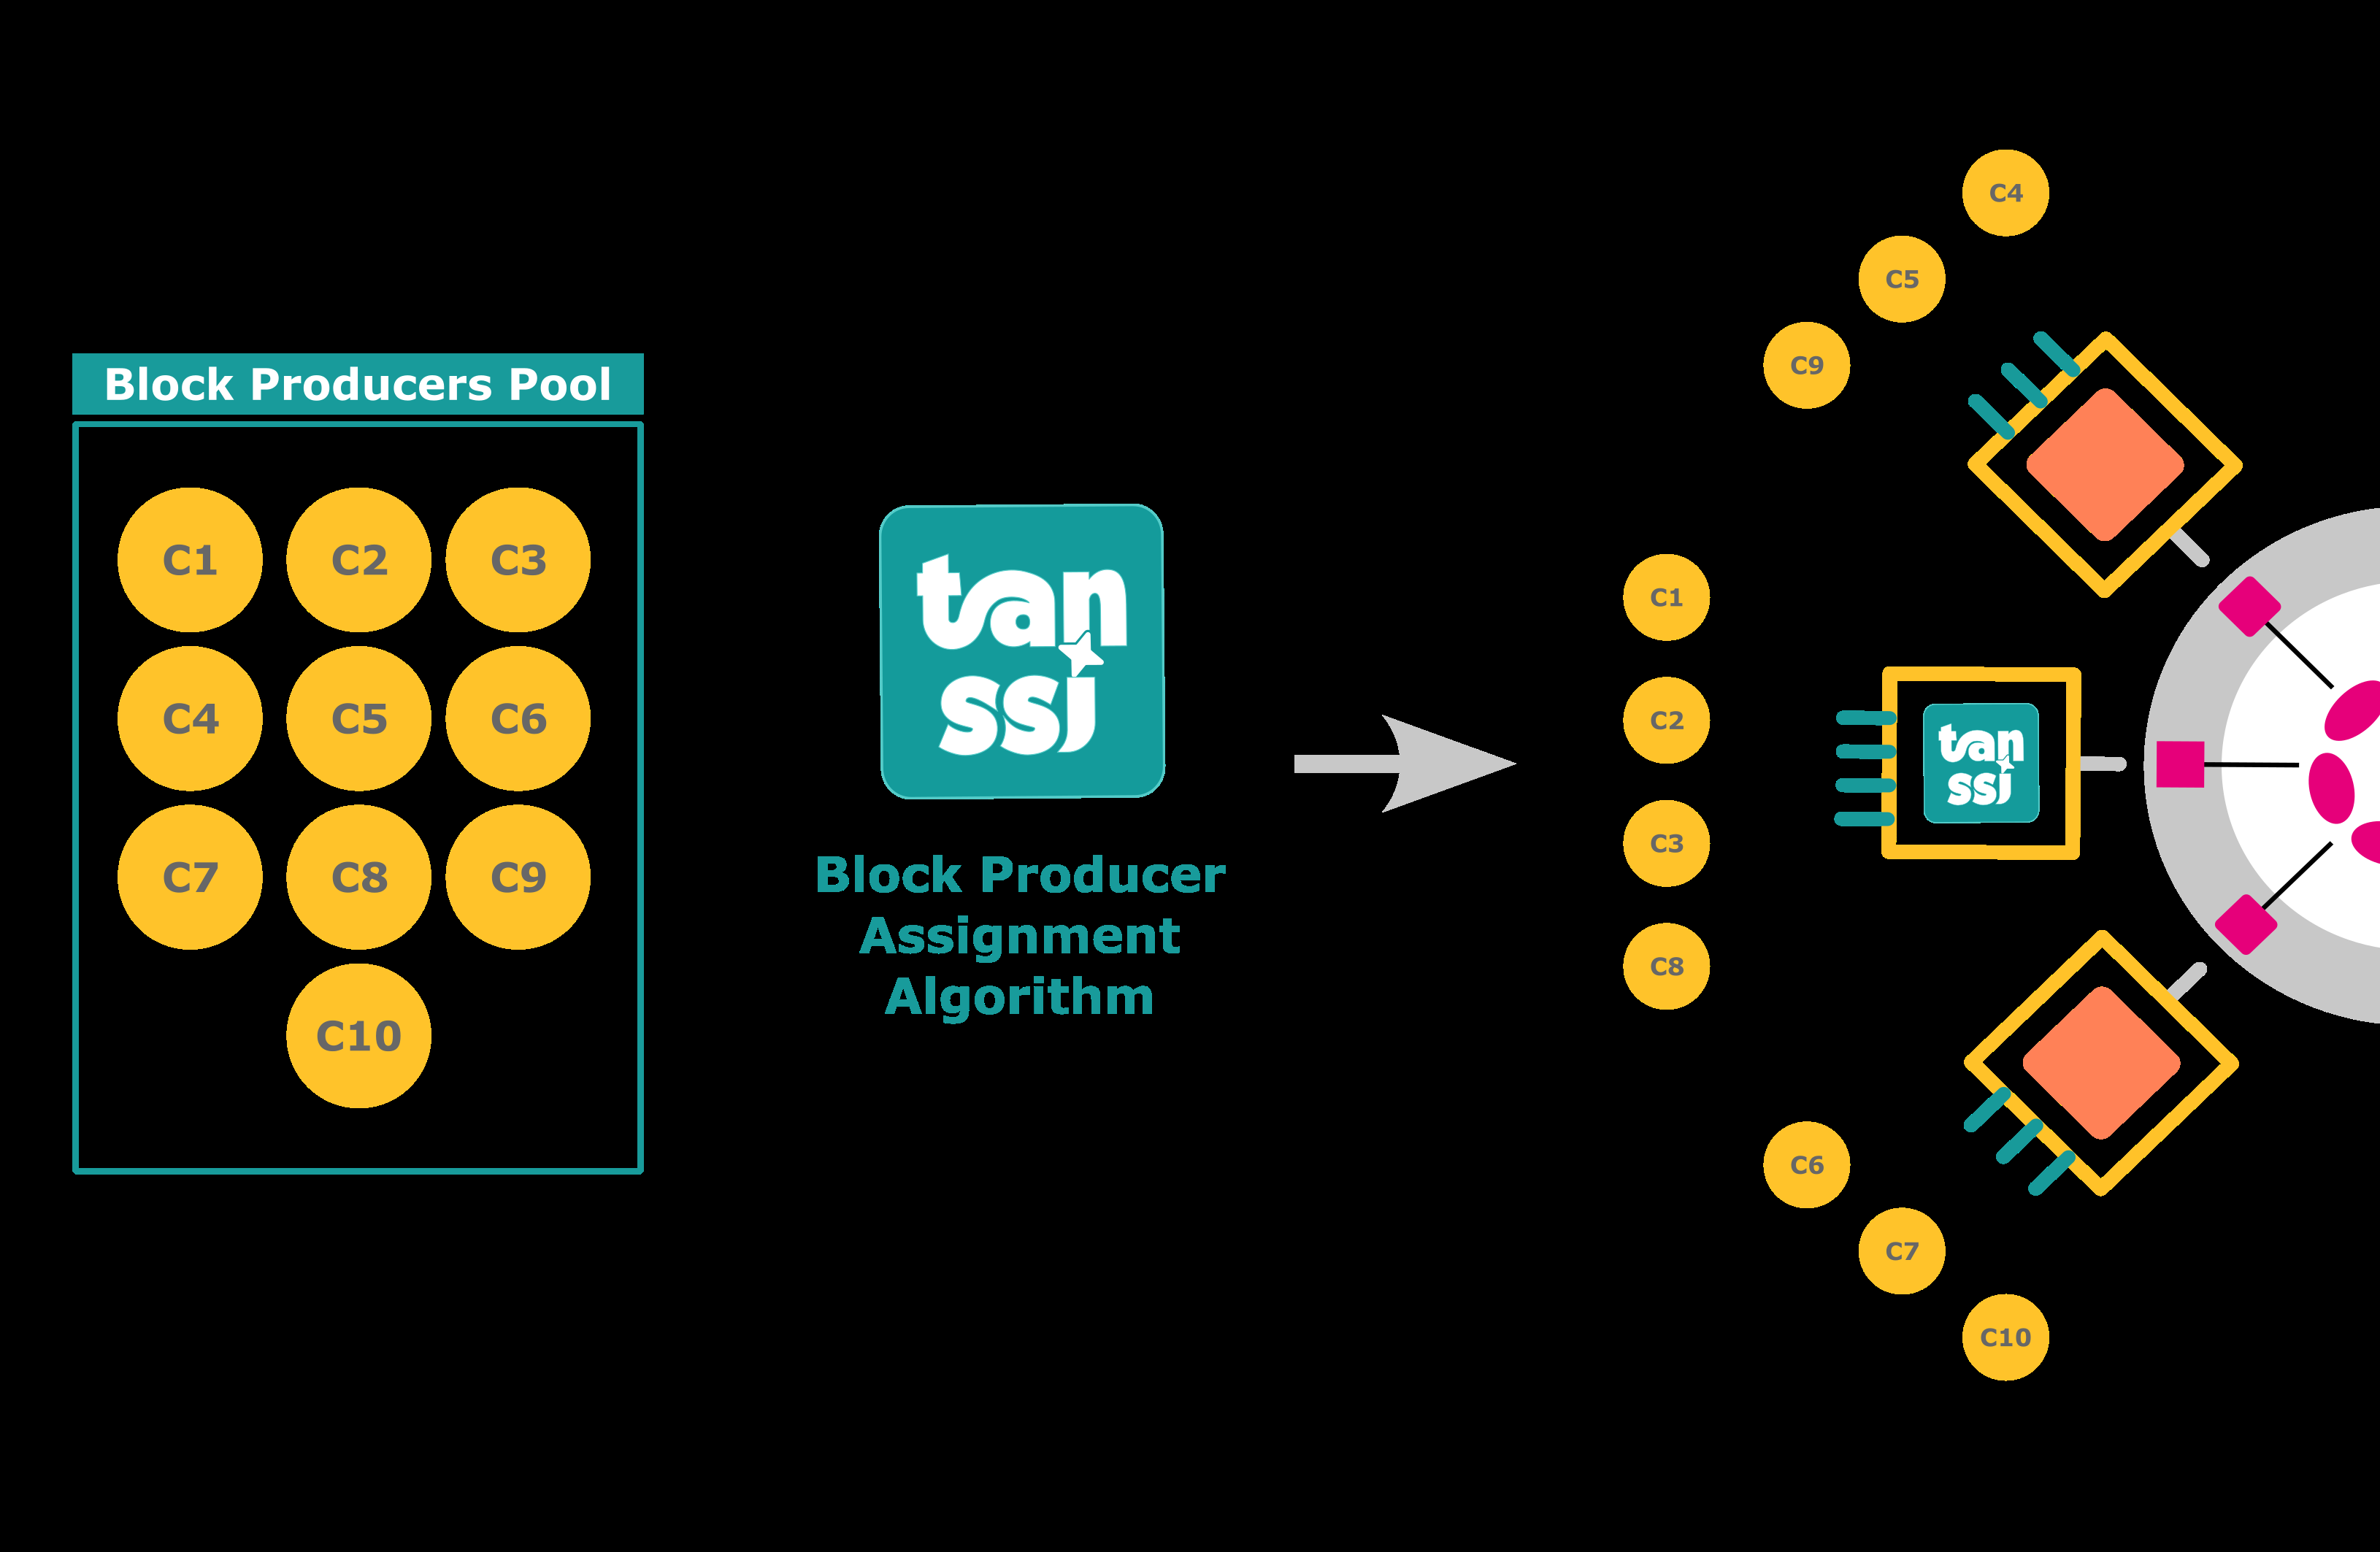 Block Producers Pool
C1 C2 C3
C4 C5 C6
C7 C8 C9
C10
tan
ssi
Block Producer
Assignment
Algorithm
C4
C5
C9
C1
C2
C3
C8
tan
ssi
C6
C7
C10